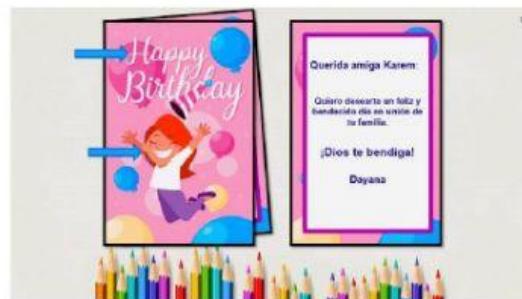 Happy
Birthday
Querida amiga Karem:
Quiero desearte un feliz y
bendecido día en unión de
tu familia.
¡Dios te bendiga!
Dayana